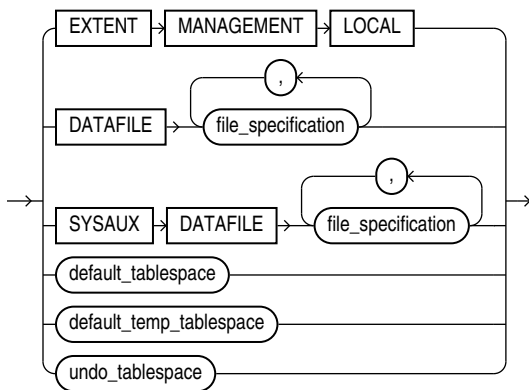 EXTENT MANAGEMENT LOCAL
,
DATAFILE file_specification
,
SYSAUX DATAFILE file_specification
default_tablespace
default_temp_tablespace
undo_tablespace